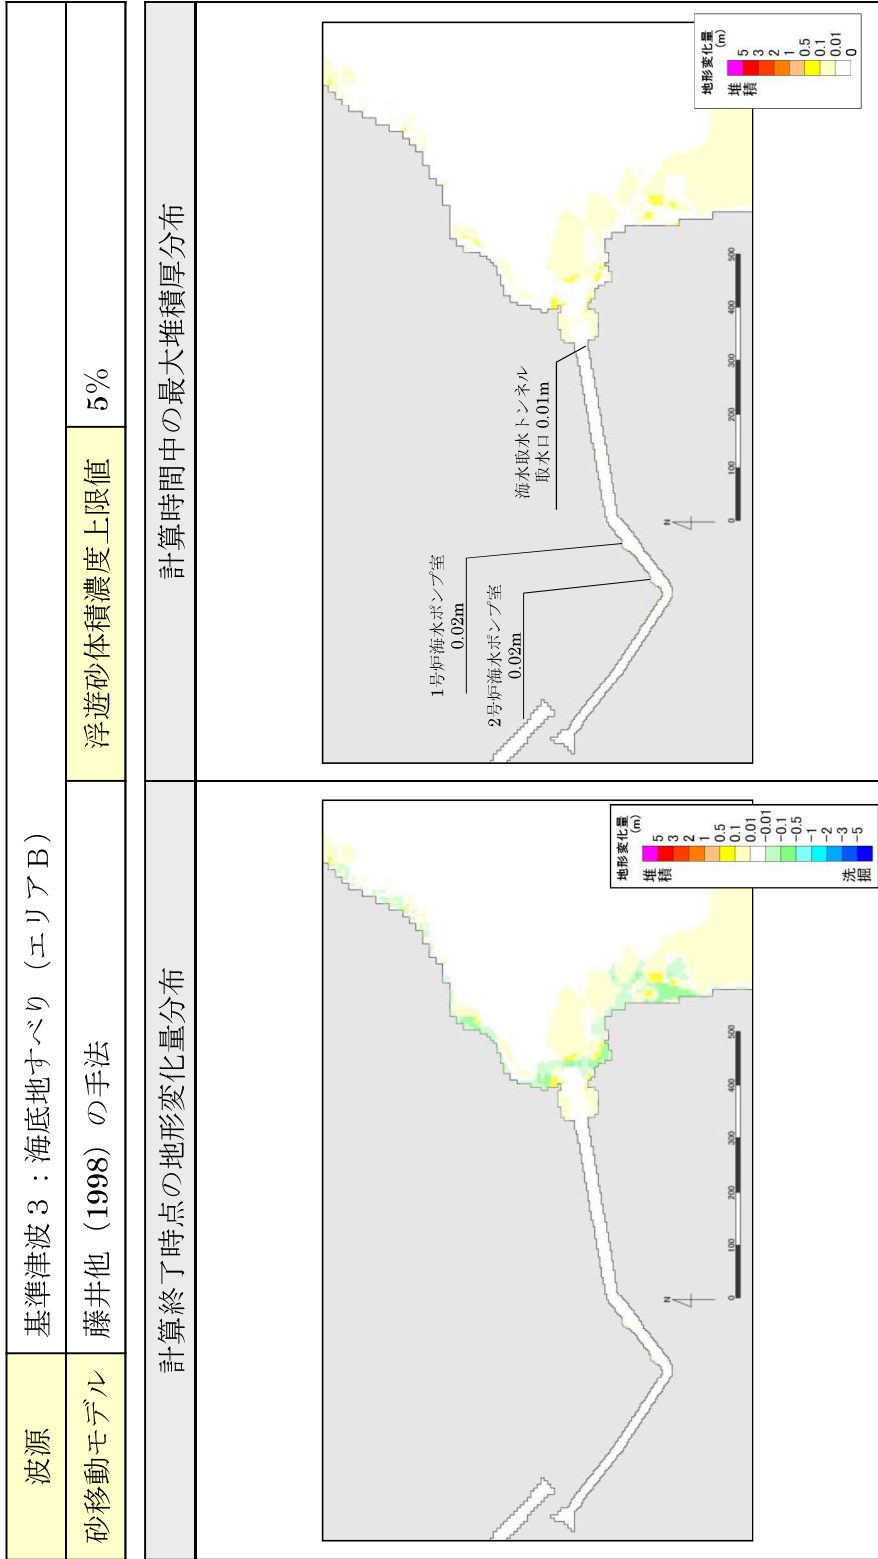 波源
基準津波３：海底地すべり（エリアＢ）
砂移動モデル
藤井他（1998）の手法
浮遊砂体積濃度上限値
5%
計算終了時点の地形変化量分布
計算時間中の最大堆積厚分布
N
0
100
200
300
400
500
地形変化量
(m)
堆積
5
3
2
1
0.5
0.1
0.01
-0.01
-0.1
-0.5
-1
-2
-3
-5
洗掘
1号炉海水ポンプ室
0.02m
2号炉海水ポンプ室
0.02m
海水取水トンネル
取水口 0.01m
N
0
100
200
300
400
500
地形変化量
(m)
堆積
5
3
2
1
0.5
0.1
0.01
0